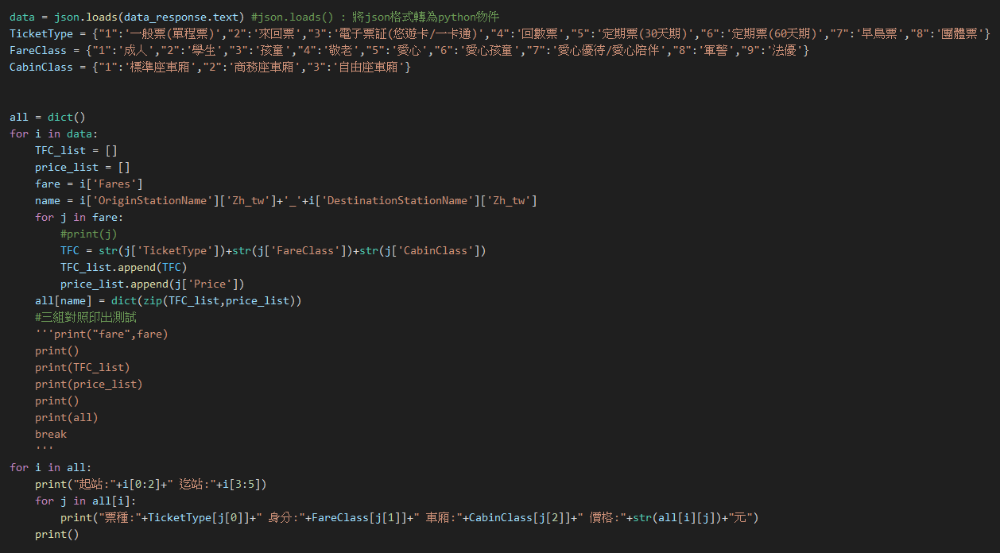 data = json.loads(data_response.text) #json.loads() : 將json格式轉為python物件
TicketType = {"1":'一般票(單程票)',"2":'來回票',"3":'電子票証(悠遊卡/一卡通)',"4":'回數票',"5":'定期票(30天期)',"6":'定期票(60天期)',"7":'早鳥票',"8":'團體票'}
FareClass = {"1":'成人',"2":'學生',"3":'孩童',"4":'敬老',"5":'愛心',"6":'愛心孩童',"7":'愛心優待/愛心陪伴',"8":'軍警',"9":'法優'}
CabinClass = {"1":'標準座車廂',"2":'商務座車廂',"3":'自由座車廂'}
all = dict()
for i in data:
    TFC_list = []
    price_list = []
    fare = i['Fares']
    name = i['OriginStationName']['Zh_tw']+'_'+i['DestinationStationName']['Zh_tw']
    for j in fare:
        #print(j)
        TFC = str(j['TicketType'])+str(j['FareClass'])+str(j['CabinClass'])
        TFC_list.append(TFC)
        price_list.append(j['Price'])
    all[name] = dict(zip(TFC_list,price_list))
    #三組對照印出測試
    '''print("fare",fare)
    print()
    print(TFC_list)
    print(price_list)
    print()
    print(all)
    break
    '''
for i in all:
    print("起站:"+i[0:2]+" 迄站:"+i[3:5])
    for j in all[i]:
        print("票種:"+TicketType[j[0]]+" 身分:"+FareClass[j[1]]+" 車廂:"+CabinClass[j[2]]+" 價格:"+str(all[i][j])+"元")
    print()